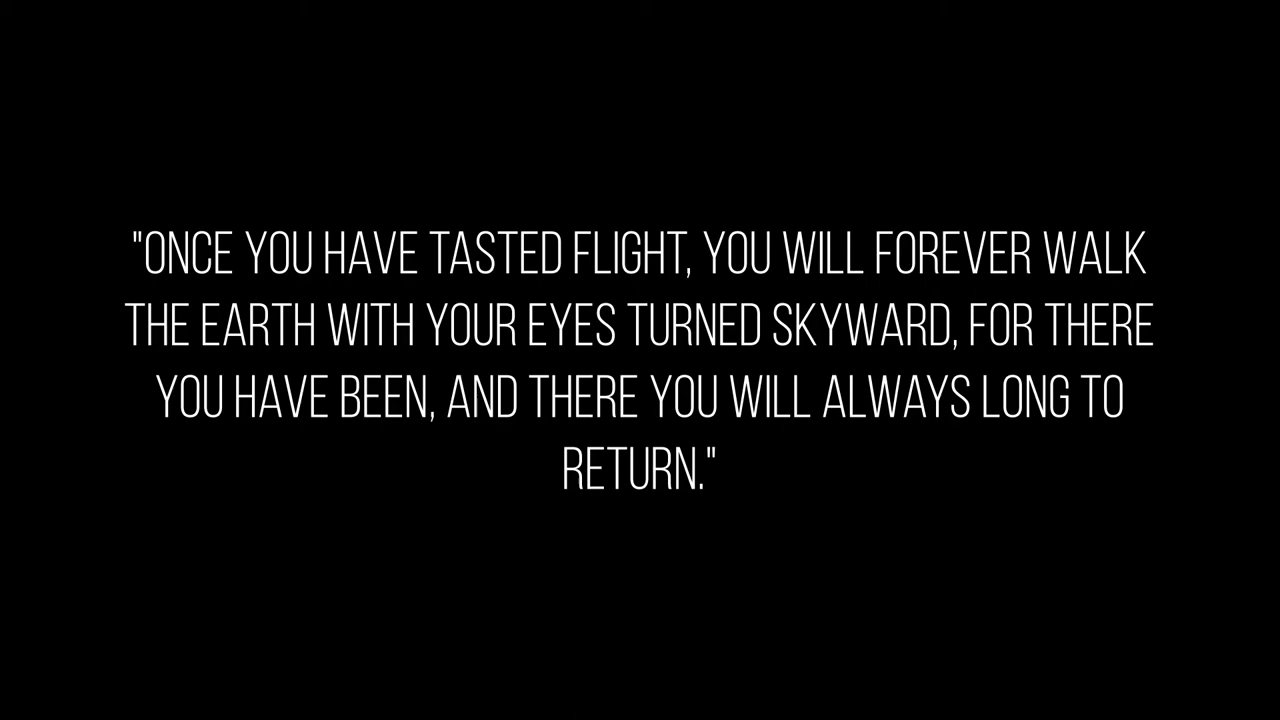 "ONCE YOU HAVE TASTED FLIGHT, YOU WILL FOREVER WALK
THE EARTH WITH YOUR EYES TURNED SKYWARD, FOR THERE
YOU HAVE BEEN, AND THERE YOU WILL ALWAYS LONG TO
RETURN."